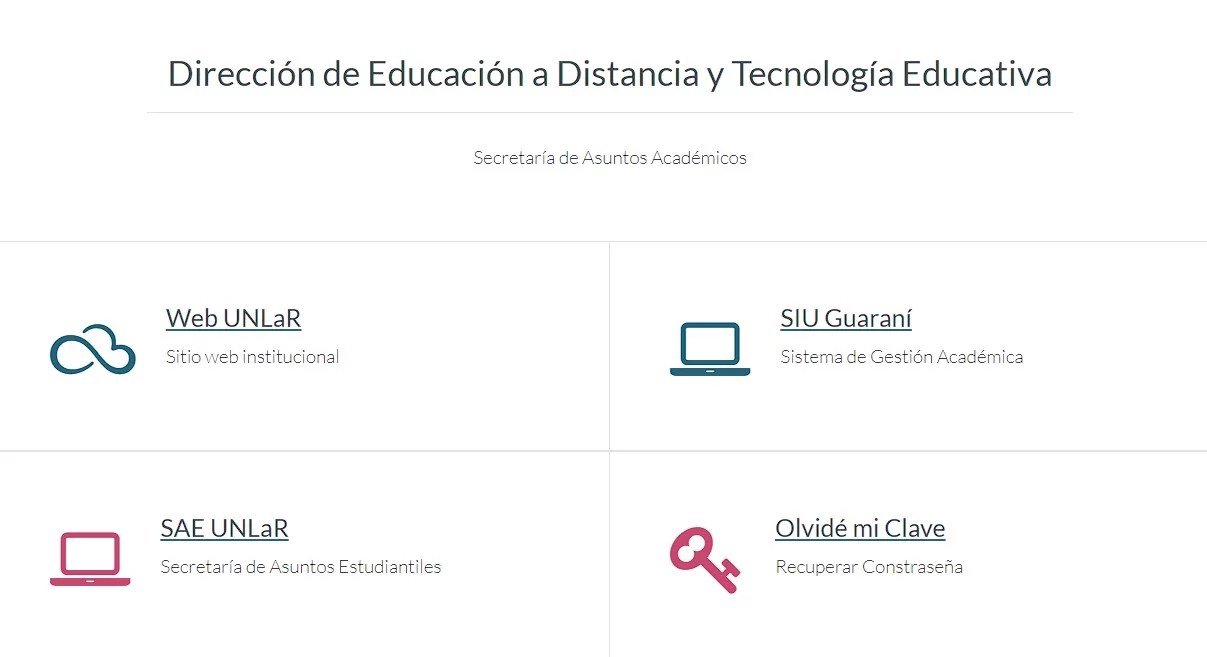 Dirección de Educación a Distancia y Tecnología Educativa
Secretaría de Asuntos Académicos
Web UNLaR
Sitio web institucional
SIU Guaraní
Sistema de Gestión Académica
SAE UNLaR
Secretaría de Asuntos Estudiantiles
Olvidé mi Clave
Recuperar Constraseña